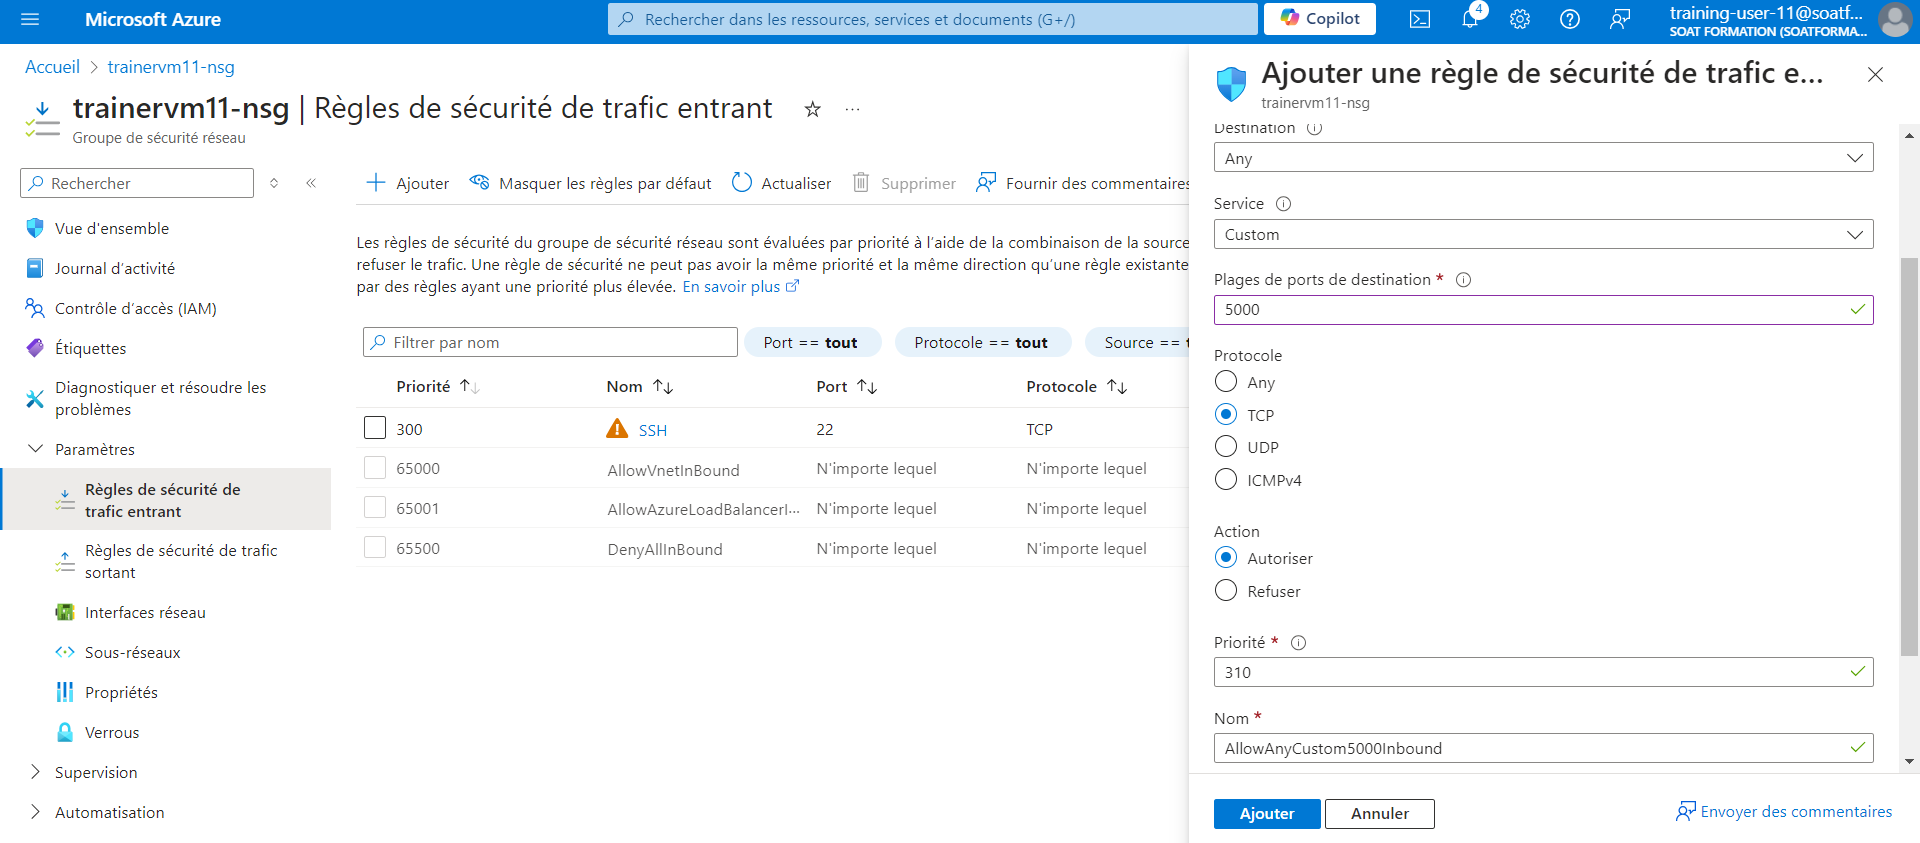 Microsoft Azure
Rechercher dans les ressources, services et documents (G+/)
Copilot
4
training-user-11@soatf...
SOAT FORMATION (SOATFORMA...
Accueil > trainervm11-nsg
trainervm11-nsg | Règles de sécurité de trafic entrant
Groupe de sécurité réseau
Rechercher
Vue d'ensemble
Journal d'activité
Contrôle d'accès (IAM)
Étiquettes
Diagnostiquer et résoudre les
problèmes
Paramètres
Règles de sécurité de
trafic entrant
Règles de sécurité de trafic
sortant
Interfaces réseau
Sous-réseaux
Propriétés
Verrous
Supervision
Automatisation
Ajouter
Masquer les règles par défaut
Actualiser
Supprimer
Fournir des commentaires
Les règles de sécurité du groupe de sécurité réseau sont évaluées par priorité à l'aide de la combinaison de la source
refuser le trafic. Une règle de sécurité ne peut pas avoir la même priorité et la même direction qu'une règle existante
par des règles ayant une priorité plus élevée. En savoir plus
Filtrer par nom
Port == tout
Protocole == tout
Source ==
Priorité Nom Port Protocole
300 SSH 22 TCP
65000 AllowVnetInBound N'importe lequel N'importe lequel
65001 AllowAzureLoadBalancerI... N'importe lequel N'importe lequel
65500 DenyAllInBound N'importe lequel N'importe lequel
Ajouter une règle de sécurité de trafic e...
trainervm11-nsg
Destination
Any
Service
Custom
Plages de ports de destination *
5000
Protocole
Any
TCP
UDP
ICMPv4
Action
Autoriser
Refuser
Priorité *
310
Nom *
AllowAnyCustom5000Inbound
Ajouter
Annuler
Envoyer des commentaires